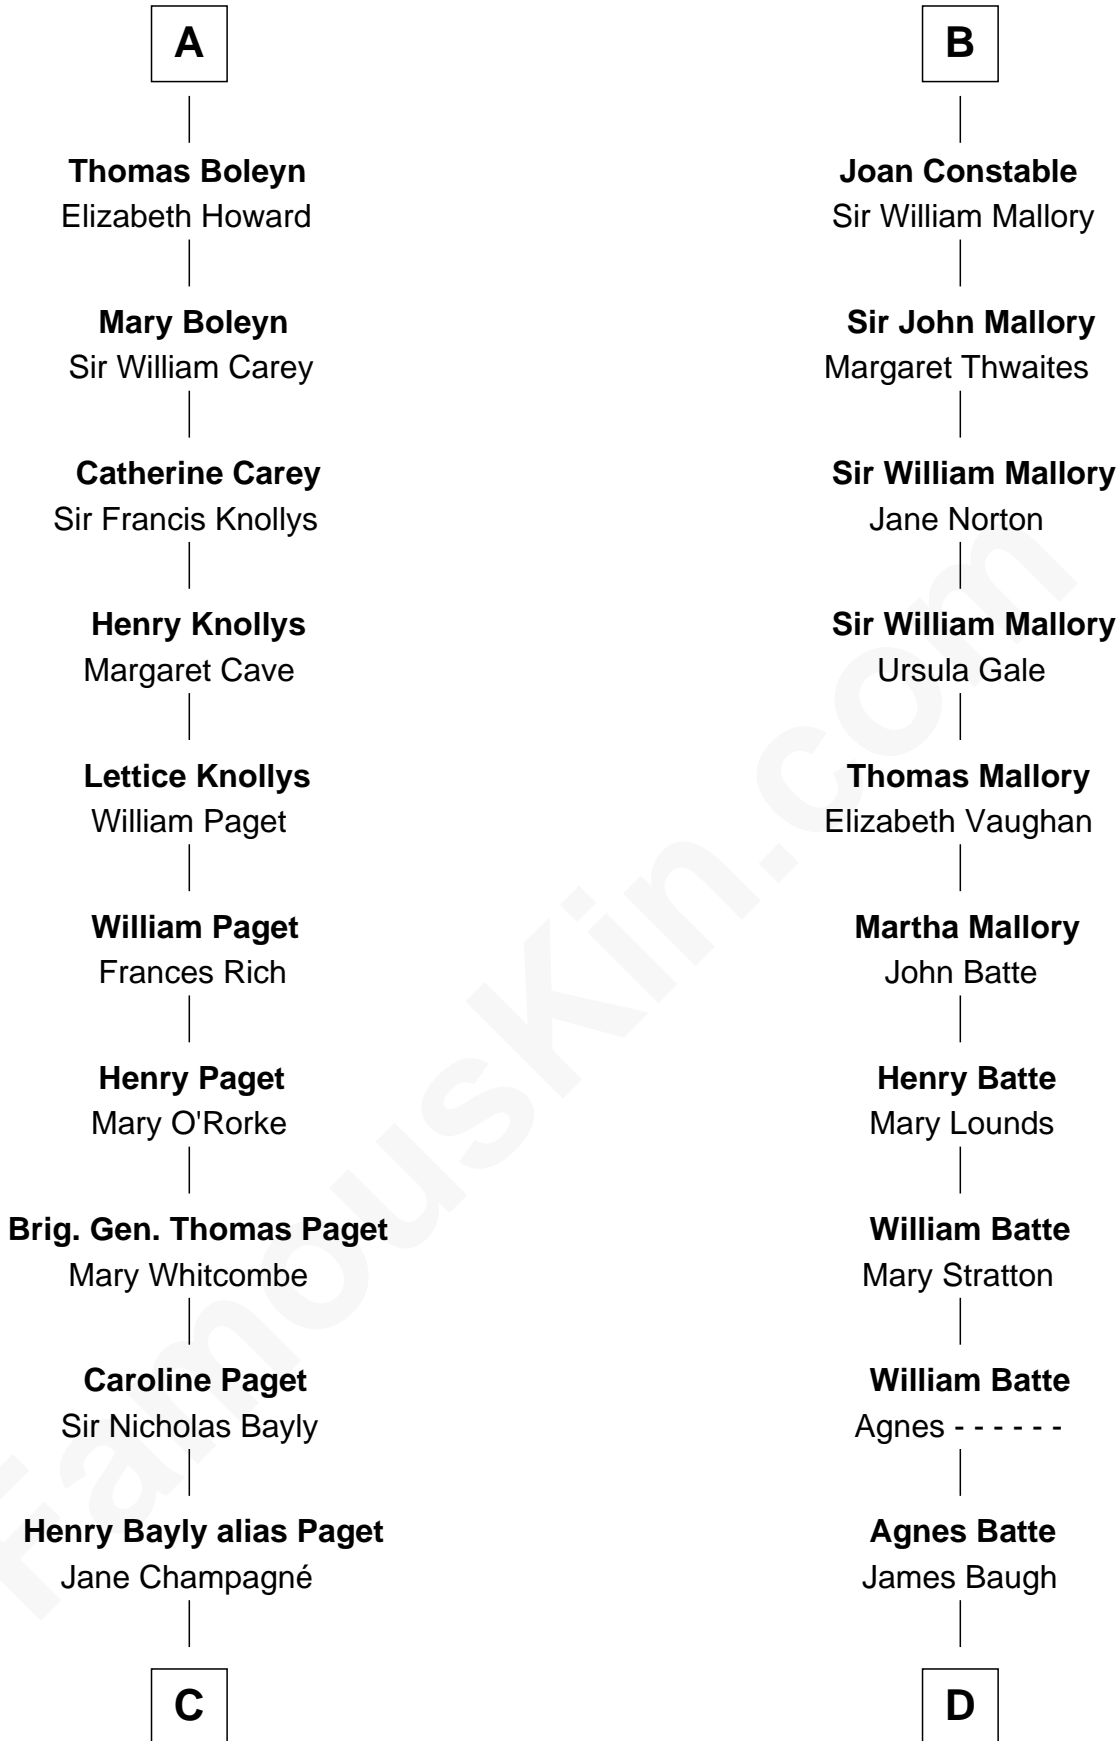 A
Thomas Boleyn
Elizabeth Howard
Mary Boleyn
Sir William Carey
Catherine Carey
Sir Francis Knollys
Henry Knollys
Margaret Cave
Lettice Knollys
William Paget
William Paget
Frances Rich
Henry Paget
Mary O'Rorke
Brig. Gen. Thomas Paget
Mary Whitcombe
Caroline Paget
Sir Nicholas Bayly
Henry Bayly alias Paget
Jane Champagné
C
B
Joan Constable
Sir William Mallory
Sir John Mallory
Margaret Thwaites
Sir William Mallory
Jane Norton
Sir William Mallory
Ursula Gale
Thomas Mallory
Elizabeth Vaughan
Martha Mallory
John Batte
Henry Batte
Mary Lounds
William Batte
Mary Stratton
William Batte
Agnes - - - - - -
Agnes Batte
James Baugh
D
FamousKin.com